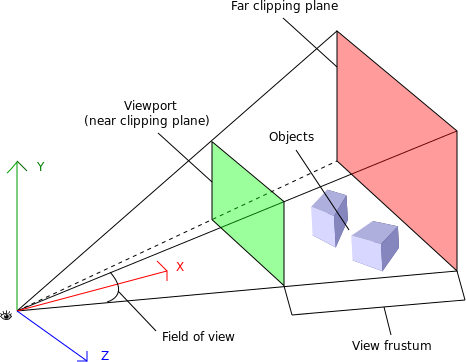 Far clipping plane
Viewport
(near clipping plane)
Objects
Y
X
Field of view
View frustum
Z